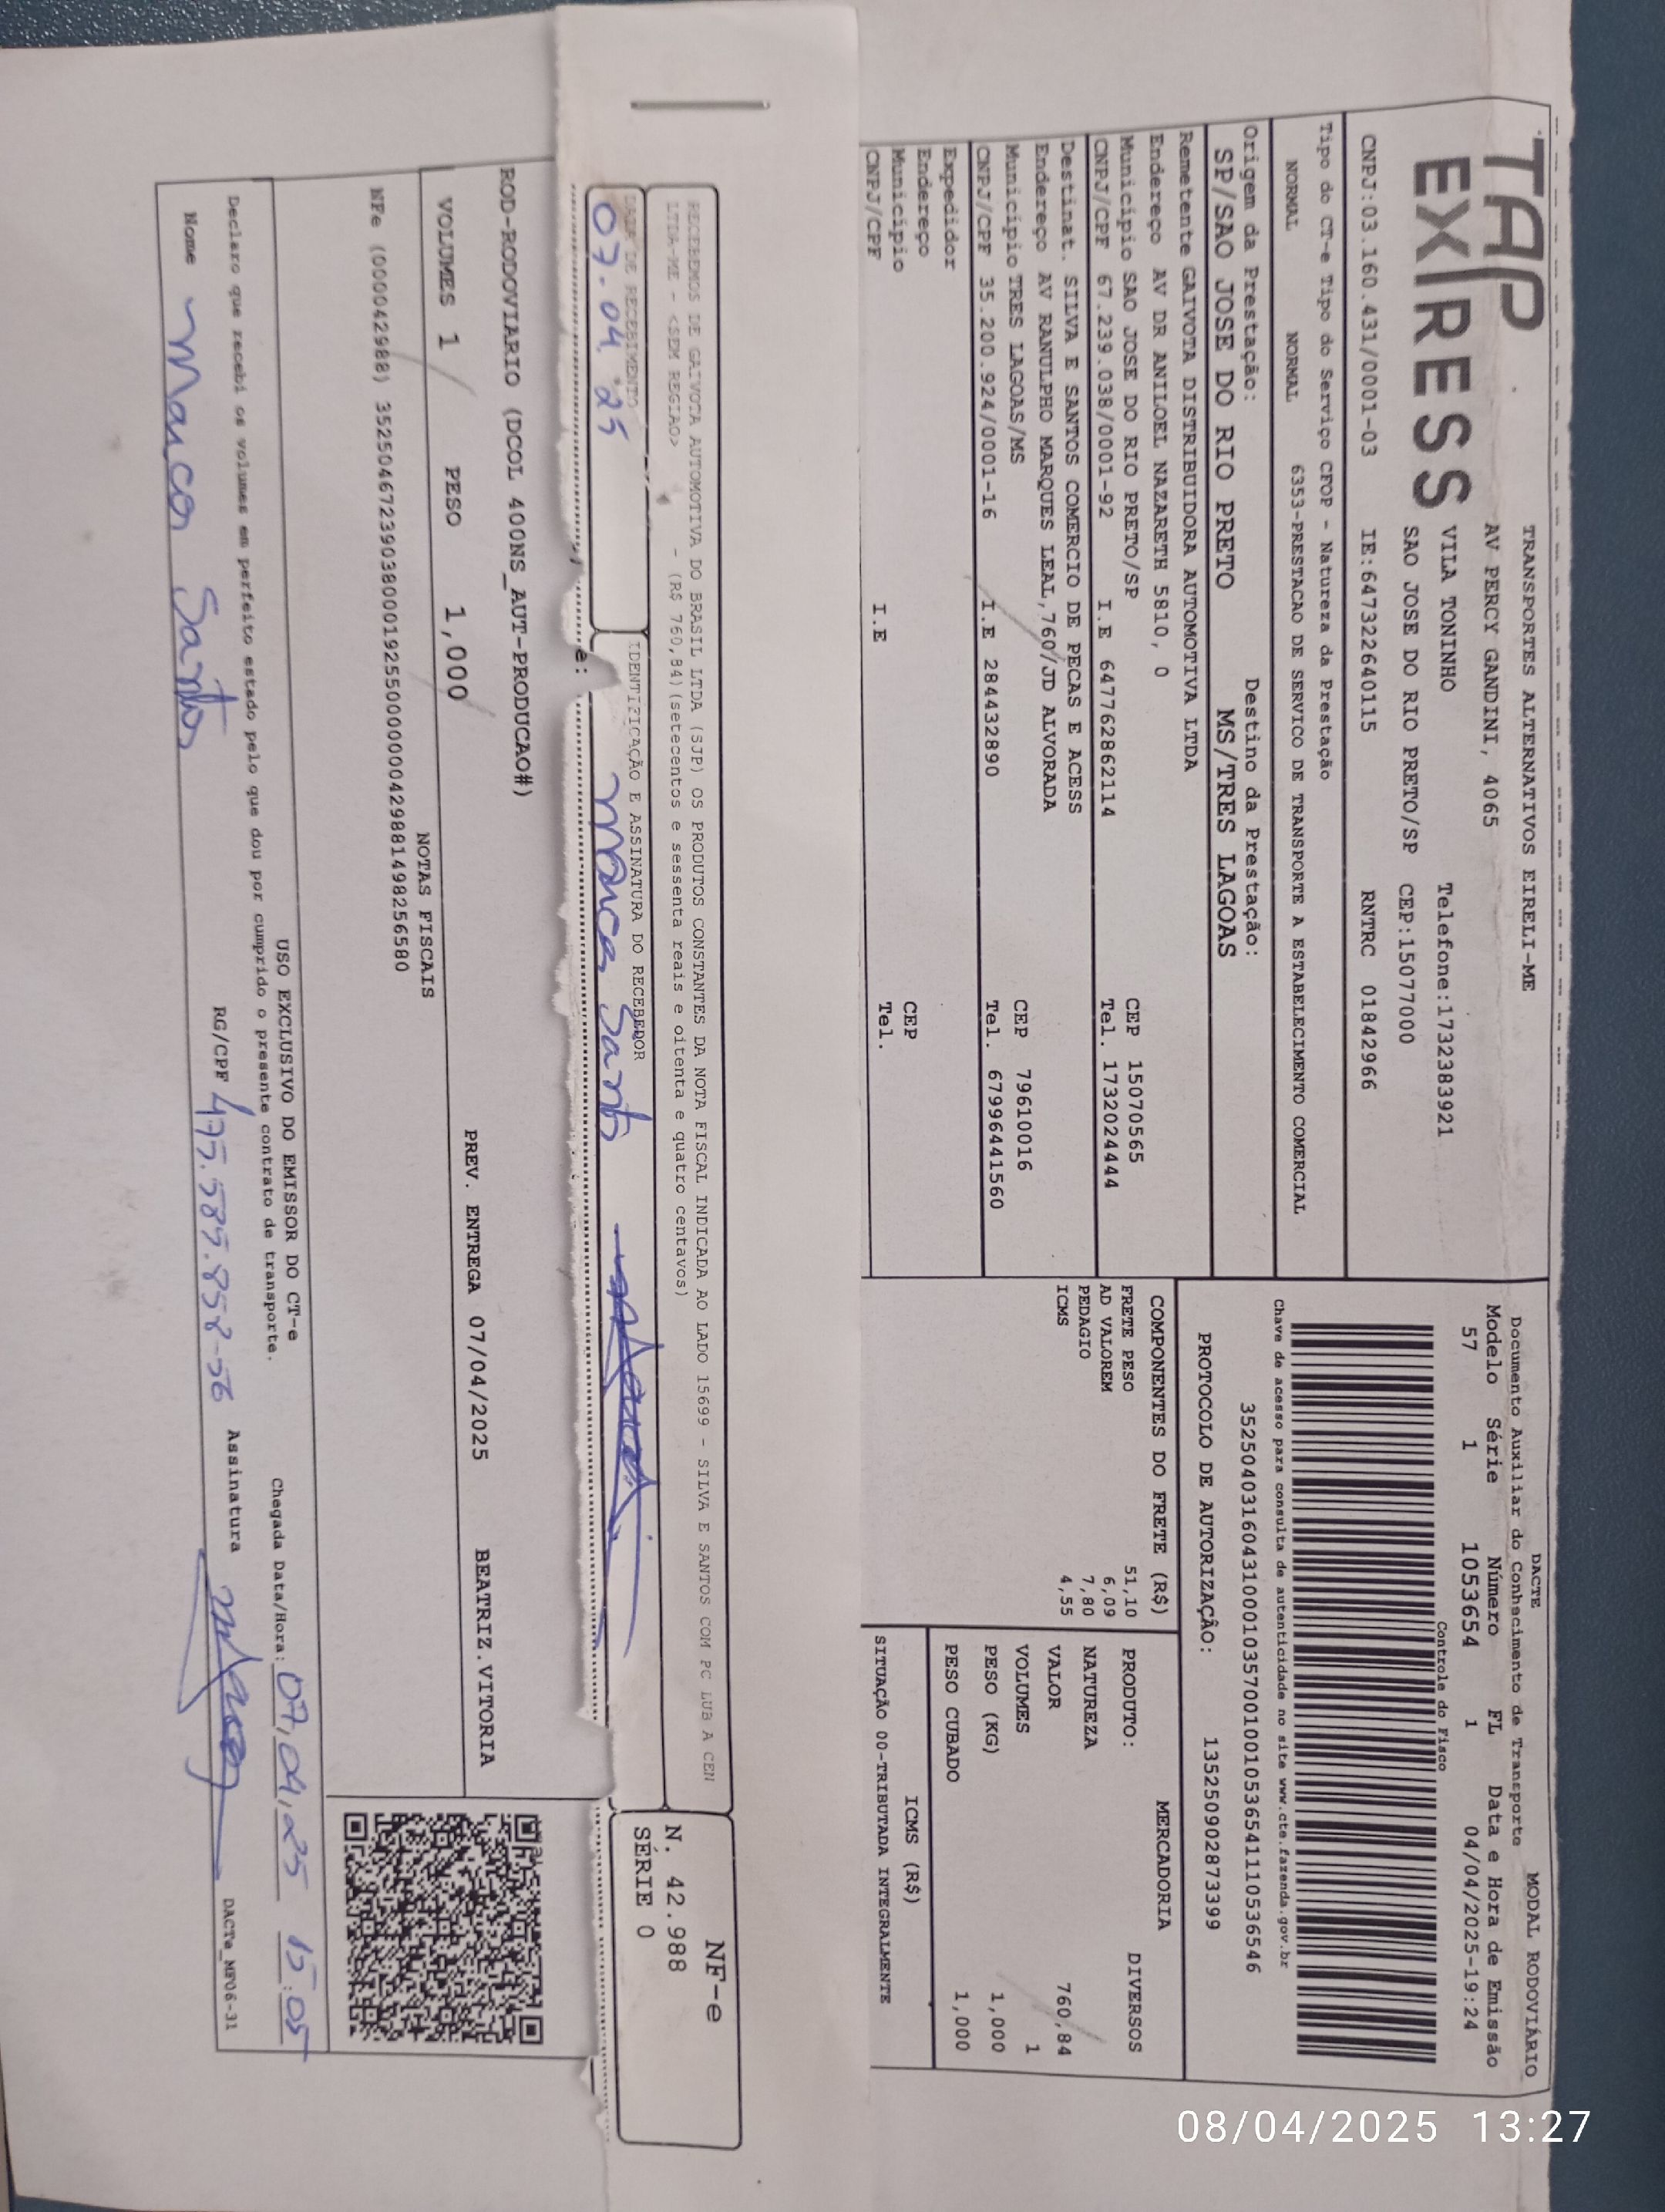 TAP EXPRESS
TRANSPORTES ALTERNATIVOS EIRELI-ME
AV PERCY GANDINI, 4065
VILA TONINHO Telefone:1732383921
SAO JOSE DO RIO PRETO/SP CEP:15077000
CNPJ:03.160.431/0001-03 IE:647322640115 RNTRC 01842966
Tipo do CT-e Tipo do Serviço CFOP - Natureza da Prestação
NORMAL NORMAL 6353-PRESTACAO DE SERVICO DE TRANSPORTE A ESTABELECIMENTO COMERCIAL
Origem da Prestação: Destino da Prestação:
SP/SAO JOSE DO RIO PRETO MS/TRES LAGOAS
Remetente GAIVOTA DISTRIBUIDORA AUTOMOTIVA LTDA
Endereço AV DR ANILOEL NAZARETH 5810, 0
Município SAO JOSE DO RIO PRETO/SP CEP 15070565
CNPJ/CPF 67.239.038/0001-92 I.E 647762862114 Tel. 1732024444
Destinat. SILVA E SANTOS COMERCIO DE PECAS E ACESS
Endereço AV RANULPHO MARQUES LEAL,760/JD ALVORADA
Município TRES LAGOAS/MS CEP 79610016
CNPJ/CPF 35.200.924/0001-16 I.E 284432890 Tel. 67996441560
Expedidor
Endereço
Município CEP
CNPJ/CPF I.E Tel.
DACTE MODAL RODOVIÁRIO
Documento Auxiliar do Conhecimento de Transporte
Modelo Série Número FL Data e Hora de Emissão
57 1 1053654 1 04/04/2025-19:24
Controle do Fisco
Chave de acesso para consulta de autenticidade no site www.cte.fazenda.gov.br
35250403160431000103570010010536541110536546
PROTOCOLO DE AUTORIZAÇÃO: 135250902873399
COMPONENTES DO FRETE (R$)
FRETE PESO 51,10
AD VALOREM 6,09
PEDAGIO 7,80
ICMS 4,55
MERCADORIA
PRODUTO: DIVERSOS
NATUREZA
VALOR 760,84
VOLUMES 1
PESO (KG) 1,000
PESO CUBADO 1,000
ICMS (R$)
SITUAÇÃO 00-TRIBUTADA INTEGRALMENTE
RECEBEMOS DE GAIVOTA AUTOMOTIVA DO BRASIL LTDA (SJP) OS PRODUTOS CONSTANTES DA NOTA FISCAL INDICADA AO LADO 15699 - SILVA E SANTOS COM PC LUB A CEN
LTDA-ME - <SEM REGIAO> - (R$ 760,84)(setecentos e sessenta reais e oitenta e quatro centavos)
DATA DE RECEBIMENTO IDENTIFICAÇÃO E ASSINATURA DO RECEBEDOR
07.04.25 Marcos Santos
NF-e
N. 42.988
SÉRIE 0
e:
ROD-RODOVIARIO (DCOL 400NS_AUT-PRODUCAO#)
VOLUMES 1 PESO 1,000 PREV. ENTREGA 07/04/2025 BEATRIZ.VITORIA
NOTAS FISCAIS
NFe (000042988) 35250467239038000192550000000429881498256580
USO EXCLUSIVO DO EMISSOR DO CT-e
Declaro que recebi os volumes em perfeito estado pelo que dou por cumprido o presente contrato de transporte.
Chegada Data/Hora: 07,04,25 15:05
Nome Marcos Santos RG/CPF Assinatura
DACTe_MF06-31
08/04/2025 13:27